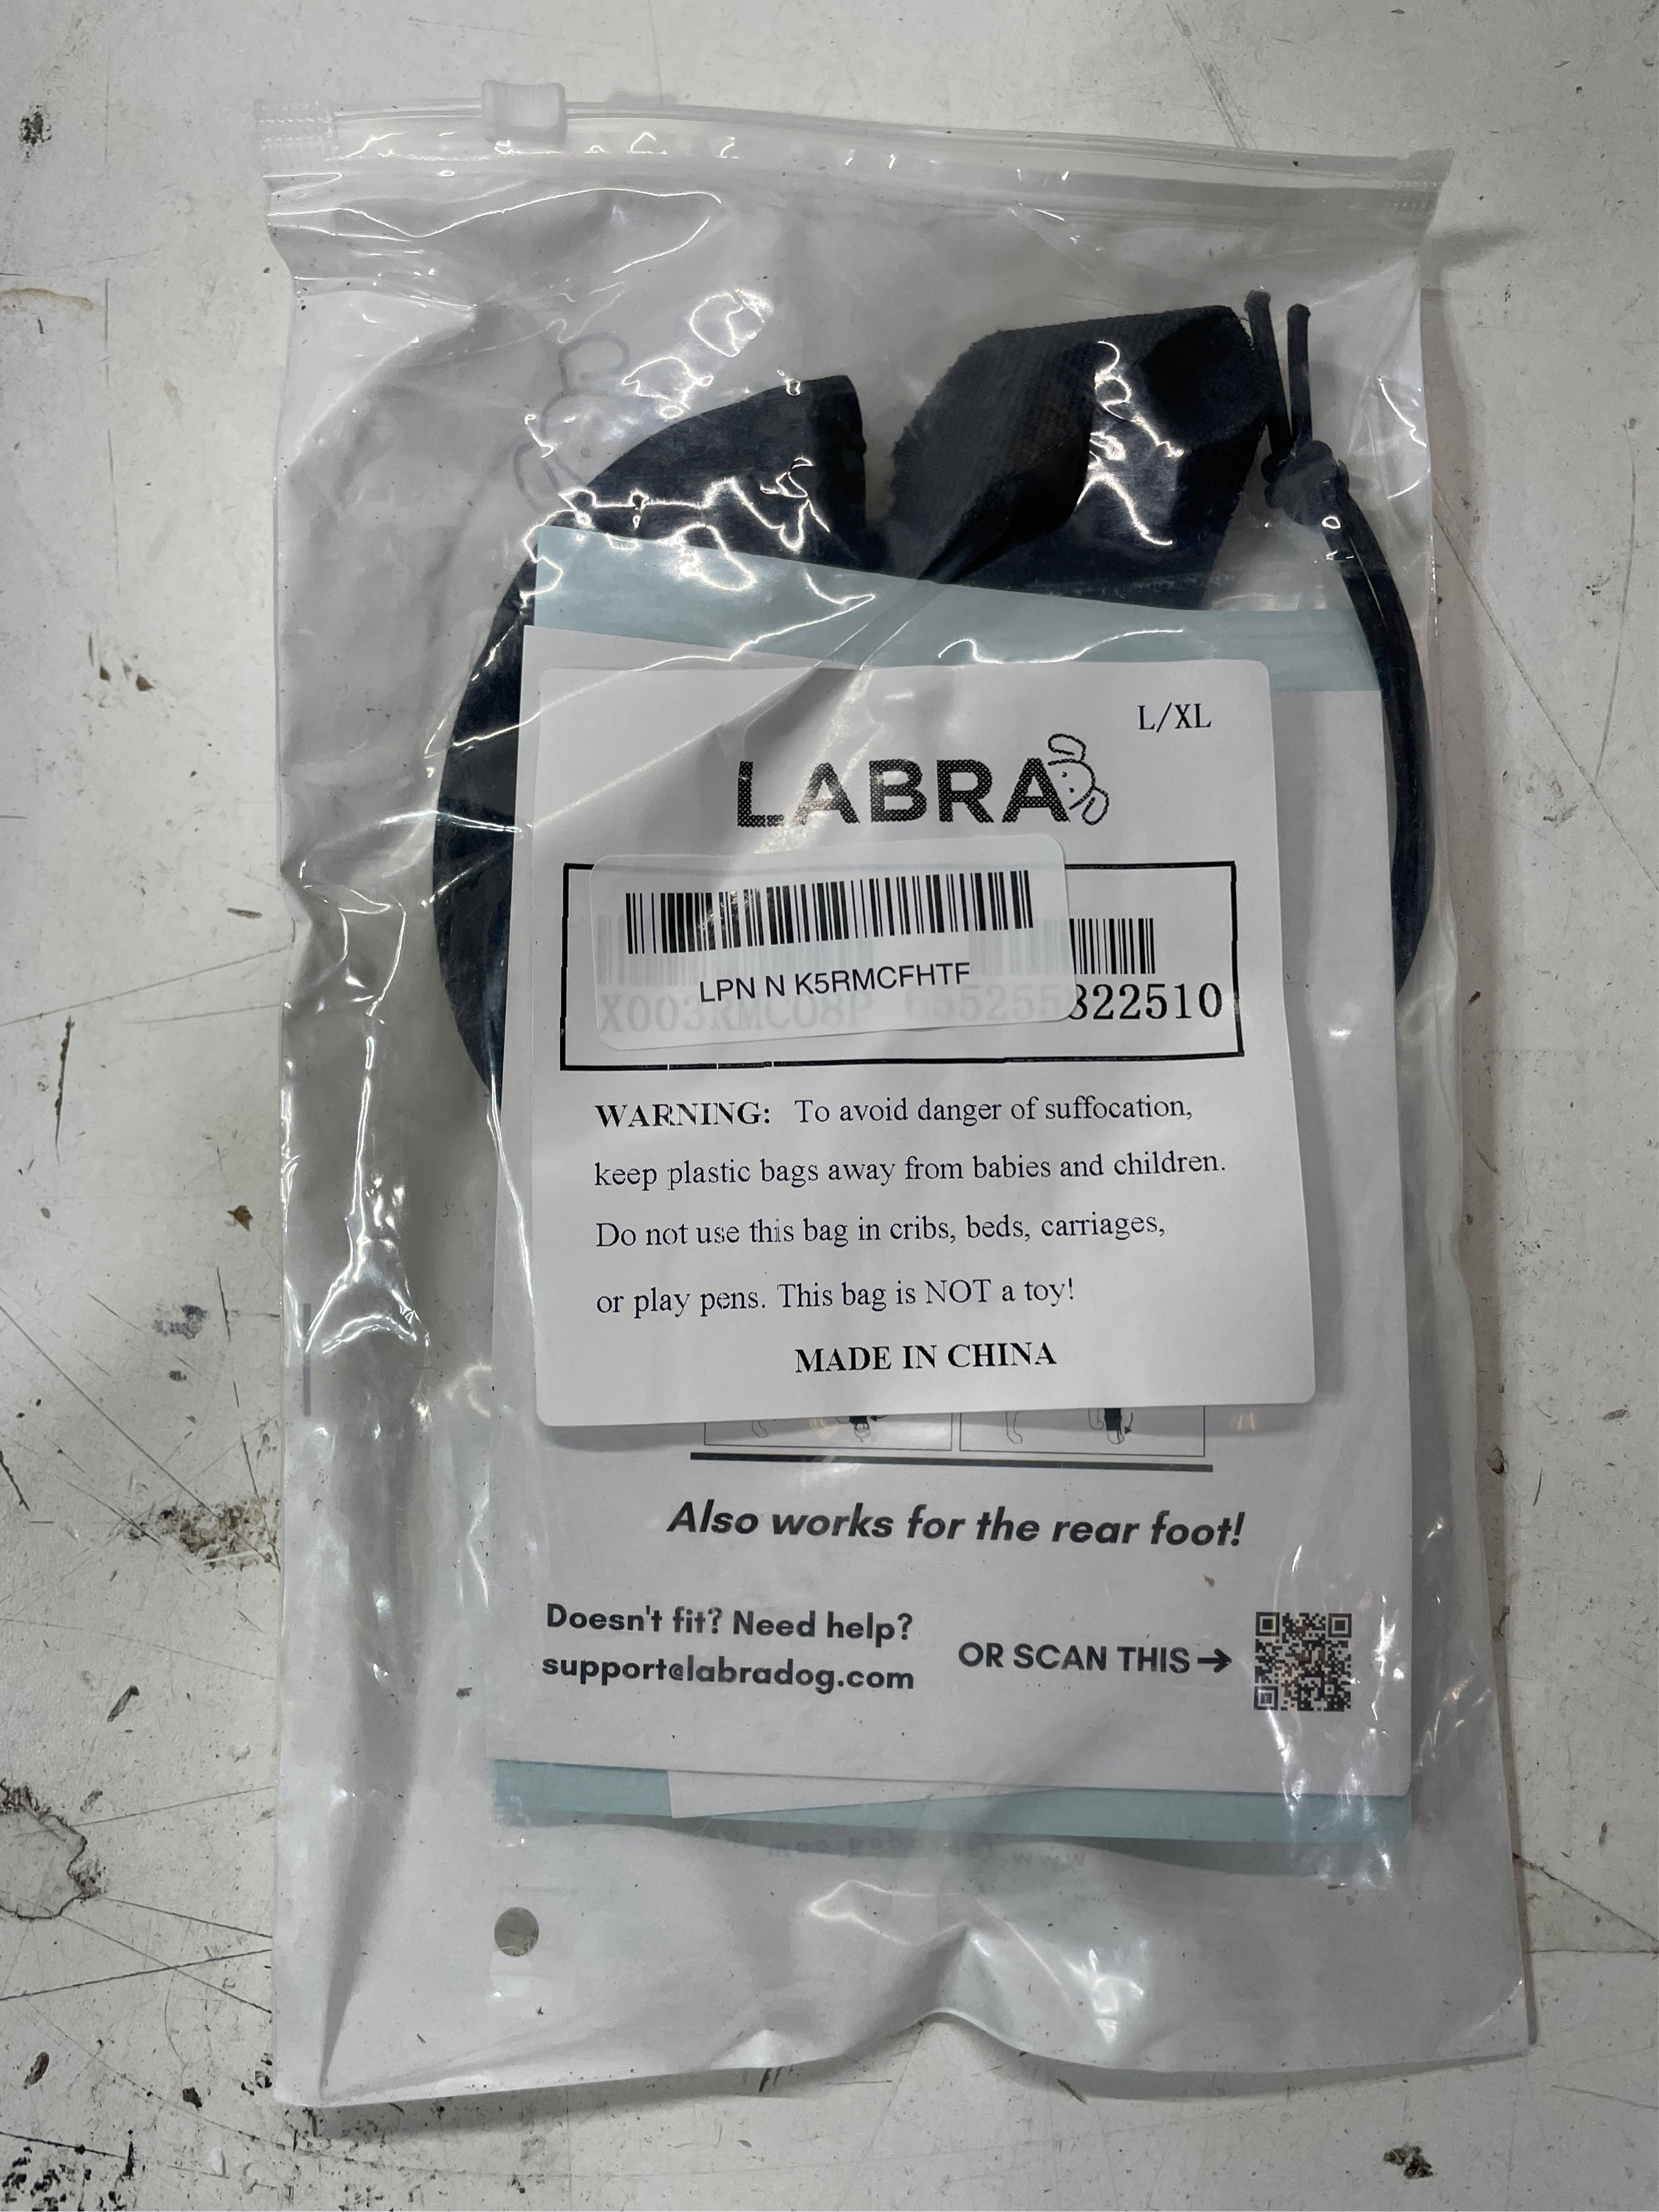 L/XL
LABRA
LPN N K5RMCFHTF
X003RMCO8P 655255822510
WARNING: To avoid danger of suffocation,
keep plastic bags away from babies and children.
Do not use this bag in cribs, beds, carriages,
or play pens. This bag is NOT a toy!
MADE IN CHINA
Also works for the rear foot!
Doesn't fit? Need help?
support@labradog.com
OR SCAN THIS→